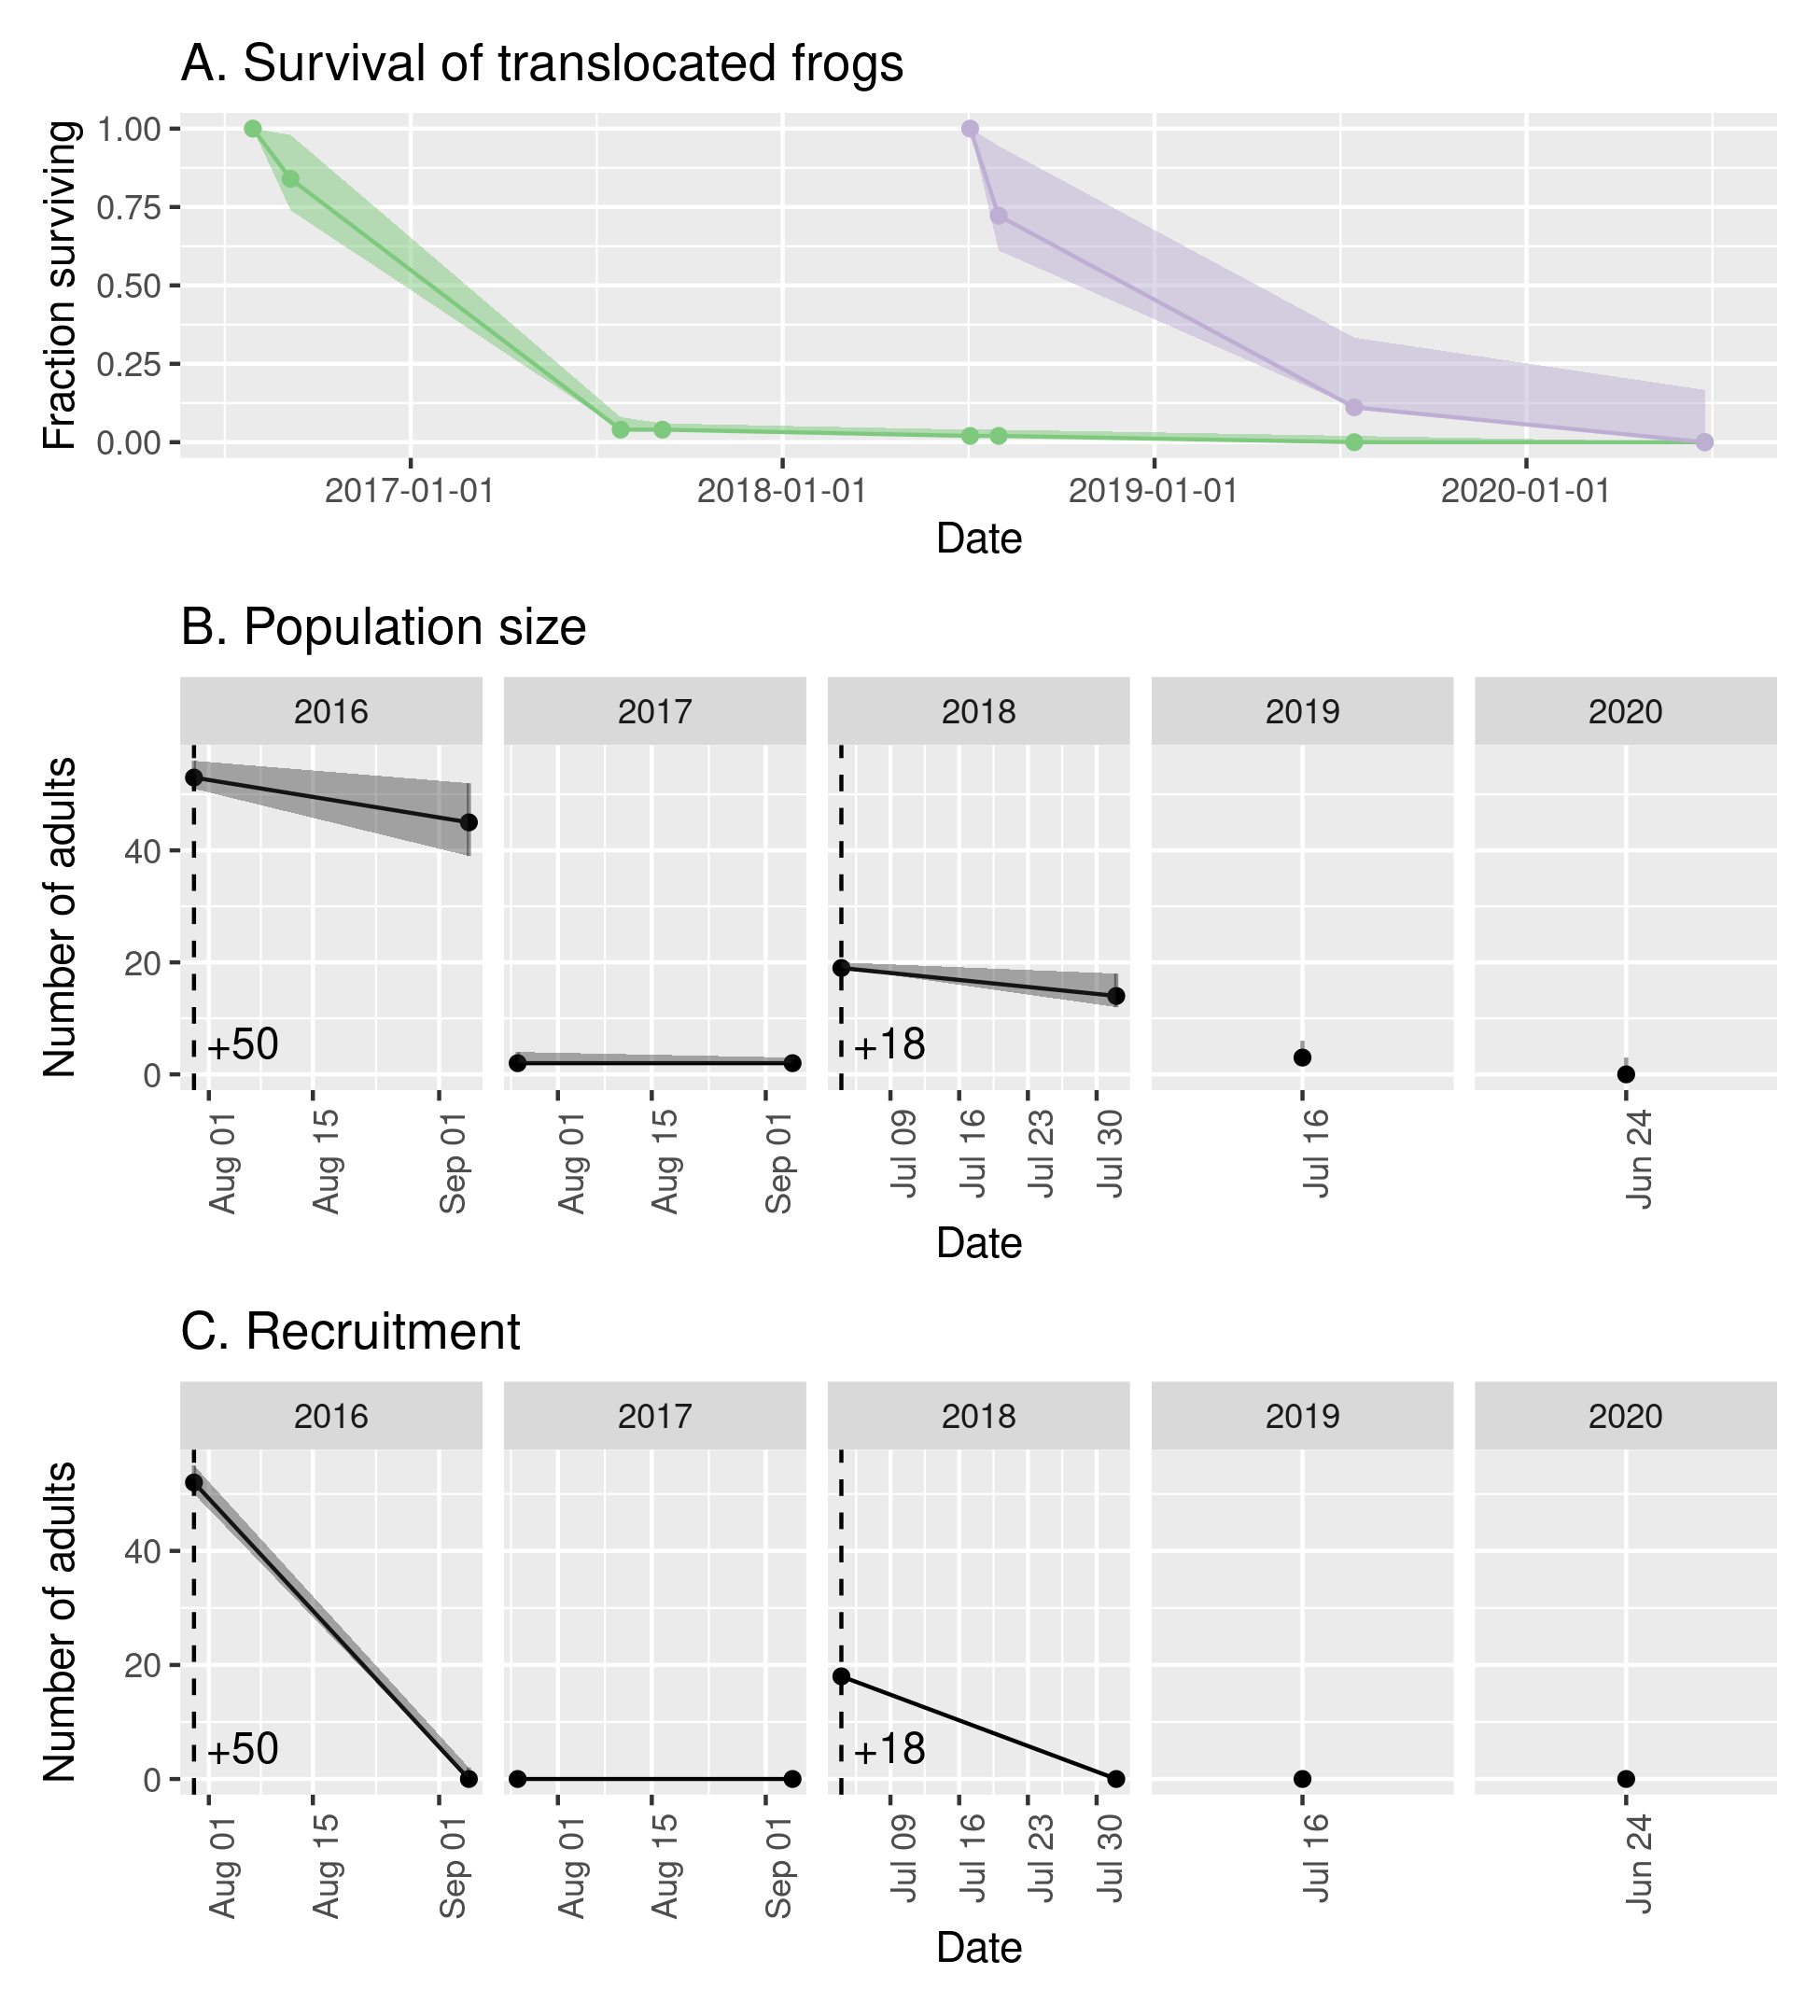 A. Survival of translocated frogs
Fraction surviving
1.00
0.75
0.50
0.25
0.00
2017-01-01 2018-01-01 2019-01-01 2020-01-01
Date
B. Population size
2016 2017 2018 2019 2020
Number of adults
40
20
0
+50 +18
Aug 01 Aug 15 Sep 01 Aug 01 Aug 15 Sep 01 Jul 09 Jul 16 Jul 23 Jul 30 Jul 16 Jun 24
Date
C. Recruitment
2016 2017 2018 2019 2020
Number of adults
40
20
0
+50 +18
Aug 01 Aug 15 Sep 01 Aug 01 Aug 15 Sep 01 Jul 09 Jul 16 Jul 23 Jul 30 Jul 16 Jun 24
Date